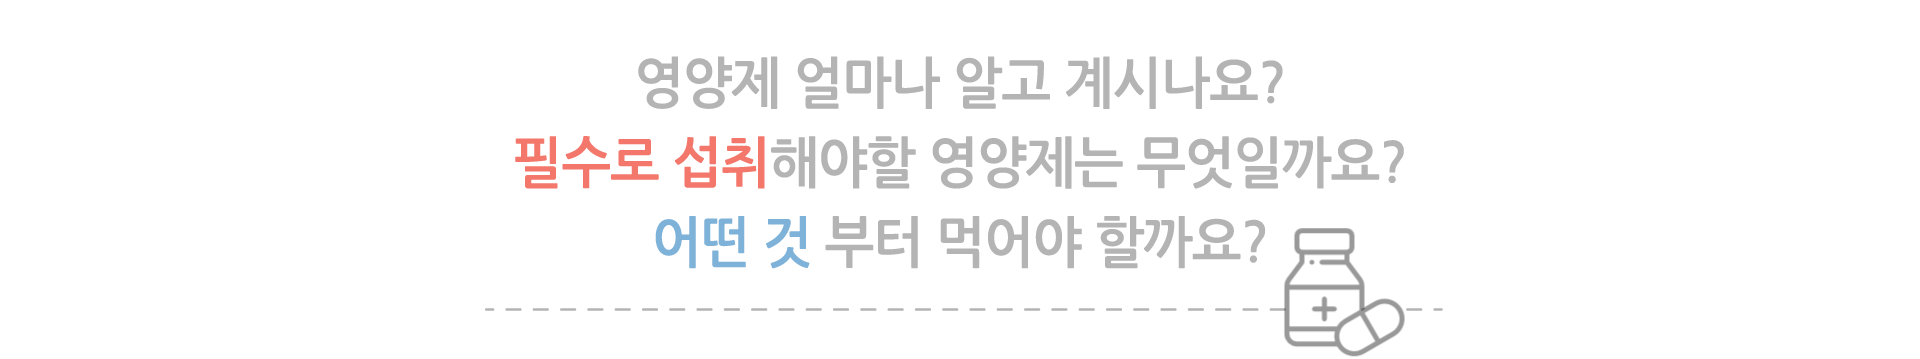 영양제 얼마나 알고 계시나요?
필수로 섭취해야할 영양제는 무엇일까요?
어떤 것 부터 먹어야 할까요?